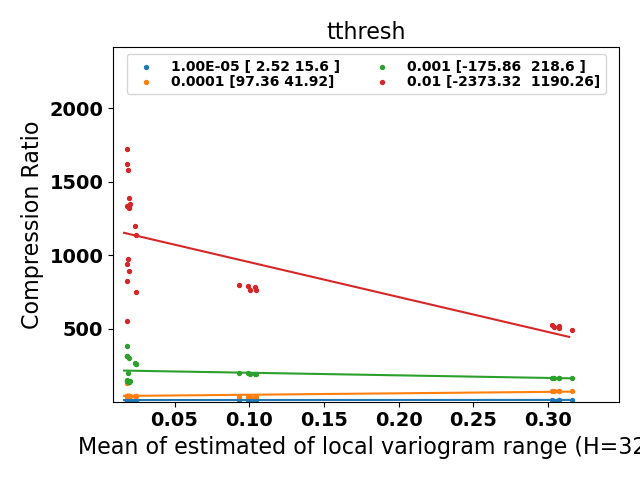 tthresh
1.00E-05 [ 2.52 15.6 ]
0.0001 [97.36 41.92]
0.001 [-175.86  218.6 ]
0.01 [-2373.32  1190.26]
Compression Ratio
2000
1500
1000
500
0.05 0.10 0.15 0.20 0.25 0.30
Mean of estimated of local variogram range (H=32